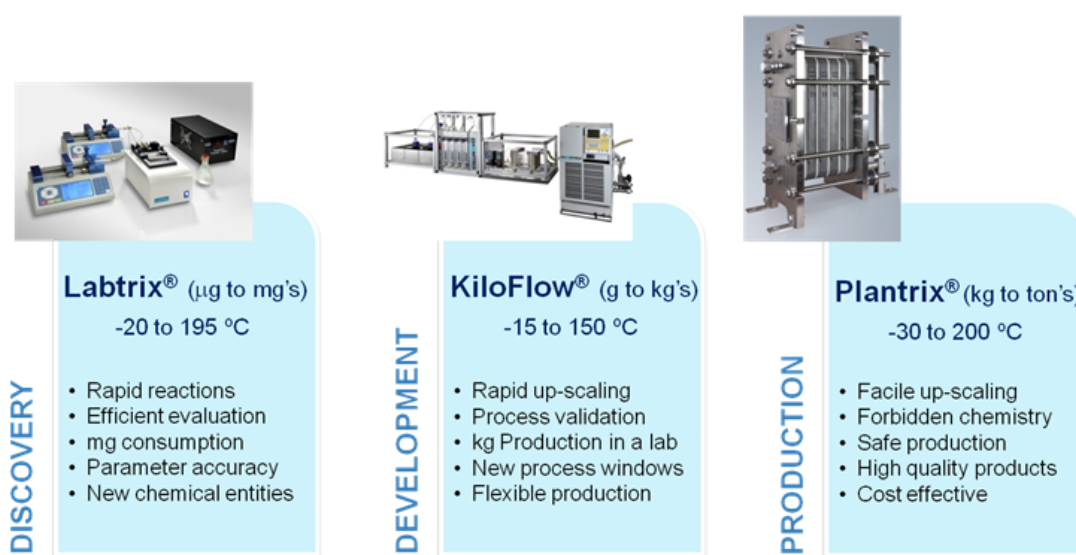 DISCOVERY
Labtrix® (µg to mg's)
-20 to 195 ºC
• Rapid reactions
• Efficient evaluation
• mg consumption
• Parameter accuracy
• New chemical entities
DEVELOPMENT
KiloFlow® (g to kg's)
-15 to 150 ºC
• Rapid up-scaling
• Process validation
• kg Production in a lab
• New process windows
• Flexible production
PRODUCTION
Plantrix® (kg to ton's)
-30 to 200 ºC
• Facile up-scaling
• Forbidden chemistry
• Safe production
• High quality products
• Cost effective